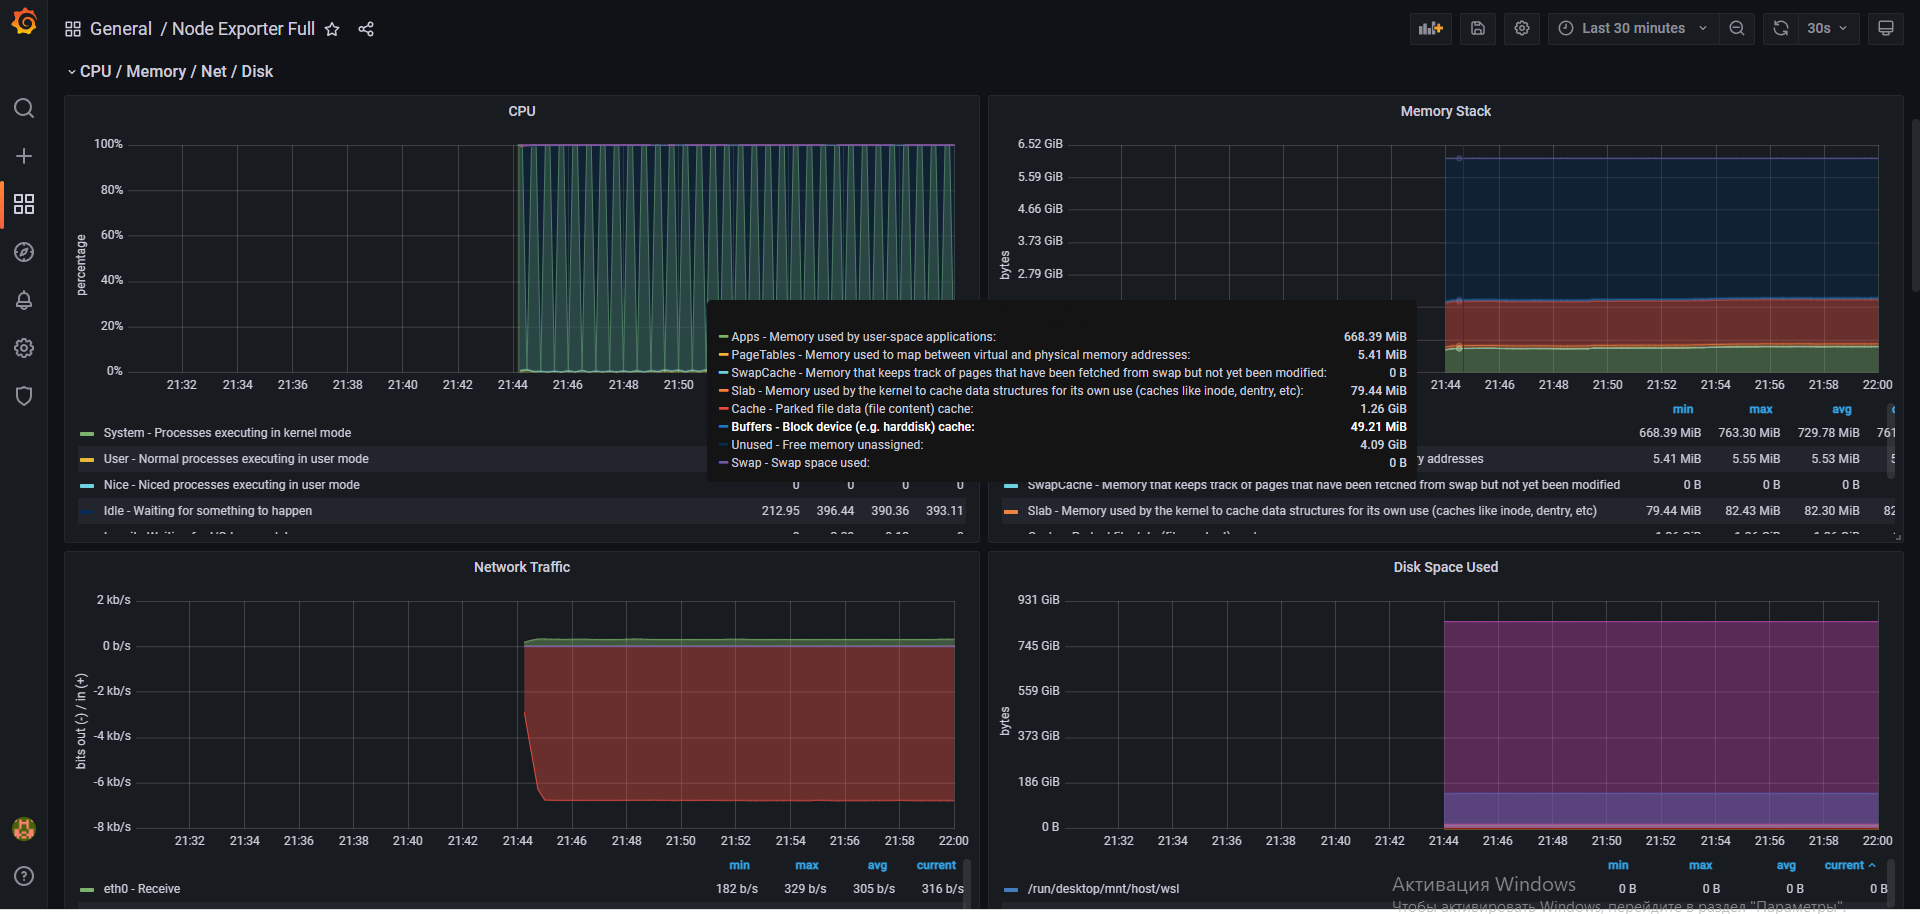 General / Node Exporter Full
Last 30 minutes
30s
CPU / Memory / Net / Disk
CPU
percentage
100%
80%
60%
40%
20%
0%
21:32 21:34 21:36 21:38 21:40 21:42 21:44 21:46 21:48 21:50
System - Processes executing in kernel mode
User - Normal processes executing in user mode
Nice - Niced processes executing in user mode 0 0 0 0
Idle - Waiting for something to happen 212.95 396.44 390.36 393.11
Memory Stack
bytes
6.52 GiB
5.59 GiB
4.66 GiB
3.73 GiB
2.79 GiB
21:44 21:46 21:48 21:50 21:52 21:54 21:56 21:58 22:00
min max avg
668.39 MiB 763.30 MiB 729.78 MiB 761
y addresses 5.41 MiB 5.55 MiB 5.53 MiB 5
SwapCache - Memory that keeps track of pages that have been fetched from swap but not yet been modified 0 B 0 B 0 B
Slab - Memory used by the kernel to cache data structures for its own use (caches like inode, dentry, etc) 79.44 MiB 82.43 MiB 82.30 MiB 82
Apps - Memory used by user-space applications: 668.39 MiB
PageTables - Memory used to map between virtual and physical memory addresses: 5.41 MiB
SwapCache - Memory that keeps track of pages that have been fetched from swap but not yet been modified: 0 B
Slab - Memory used by the kernel to cache data structures for its own use (caches like inode, dentry, etc): 79.44 MiB
Cache - Parked file data (file content) cache: 1.26 GiB
Buffers - Block device (e.g. harddisk) cache: 49.21 MiB
Unused - Free memory unassigned: 4.09 GiB
Swap - Swap space used: 0 B
Network Traffic
bits out (-) / in (+)
2 kb/s
0 b/s
-2 kb/s
-4 kb/s
-6 kb/s
-8 kb/s
21:32 21:34 21:36 21:38 21:40 21:42 21:44 21:46 21:48 21:50 21:52 21:54 21:56 21:58 22:00
min max avg current
eth0 - Receive 182 b/s 329 b/s 305 b/s 316 b/s
Disk Space Used
bytes
931 GiB
745 GiB
559 GiB
373 GiB
186 GiB
0 B
21:32 21:34 21:36 21:38 21:40 21:42 21:44 21:46 21:48 21:50 21:52 21:54 21:56 21:58 22:00
min max avg current
/run/desktop/mnt/host/wsl 0 B 0 B 0 B 0 B
Активация Windows
Чтобы активировать Windows, перейдите в раздел "Параметры".